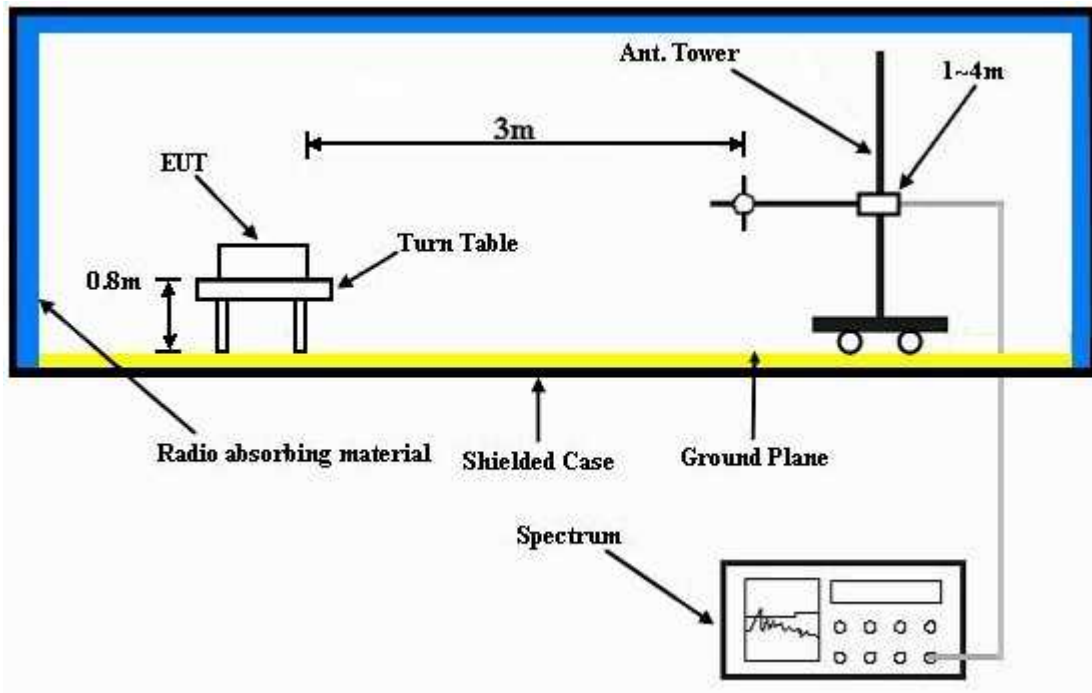 Ant. Tower
1~4m
3m
EUT
Turn Table
0.8m
Radio absorbing material
Shielded Case
Ground Plane
Spectrum